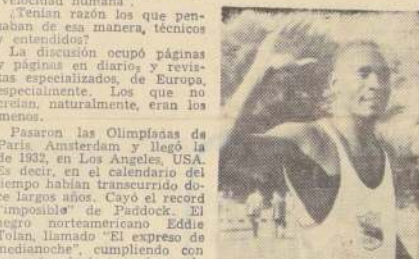 velocidad humana".
¿Tenían razón los que pen-
saban de esa manera, técnicos
y entendidos?
La discusión ocupó páginas
y páginas en diarios y revis-
tas especializados, de Europa,
especialmente. Los que no
creían, naturalmente, eran los
menos.
Pasaron las Olimpíadas de
París, Amsterdam y llegó la
de 1932, en Los Angeles, USA.
Es decir, en el calendario del
tiempo habían transcurrido do-
ce largos años. Cayó el record
"imposible" de Paddock. El
negro norteamericano Eddie
Tolan, llamado "El expreso de
medianoche", cumpliendo con